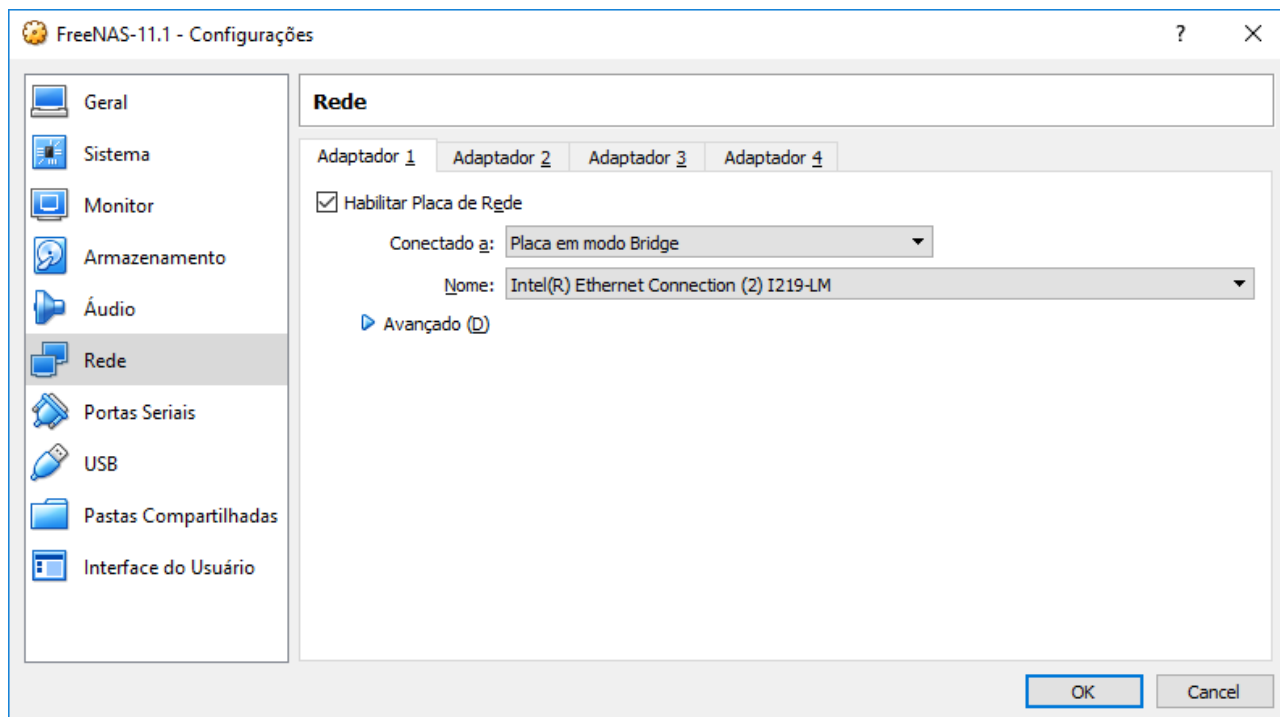 FreeNAS-11.1 - Configurações
?
Geral
Sistema
Monitor
Armazenamento
Áudio
Rede
Portas Seriais
USB
Pastas Compartilhadas
Interface do Usuário
Rede
Adaptador 1 Adaptador 2 Adaptador 3 Adaptador 4
Habilitar Placa de Rede
Conectado a: Placa em modo Bridge
Nome: Intel(R) Ethernet Connection (2) I219-LM
Avançado (D)
OK Cancel